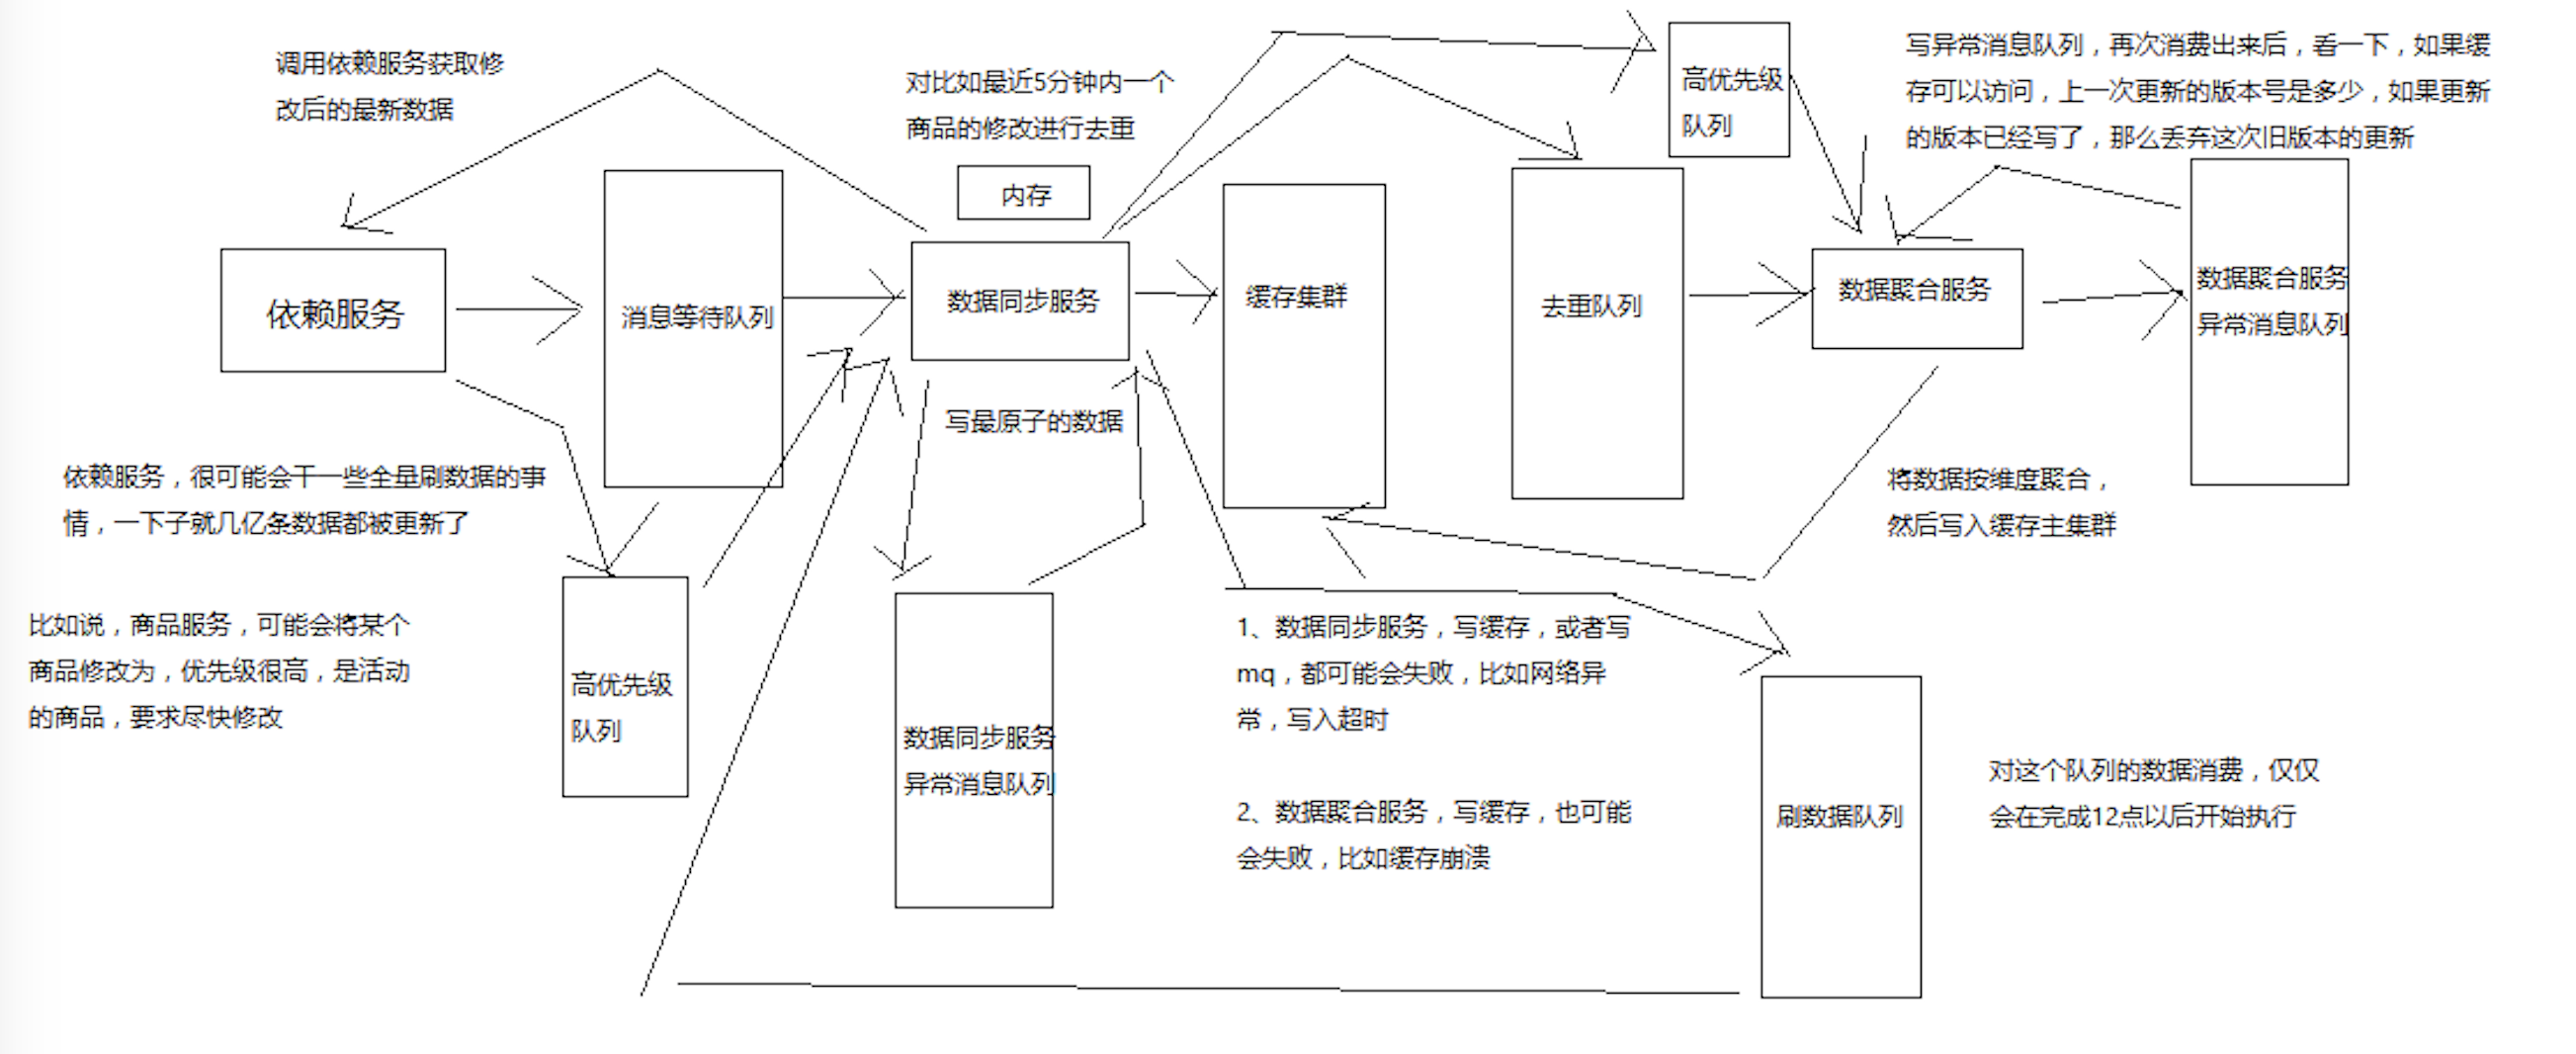 调用依赖服务获取修
改后的最新数据
对比如最近5分钟内一个
商品的修改进行去重
内存
高优先级
队列
写异常消息队列，再次消费出来后，看一下，如果缓
存可以访问，上一次更新的版本号是多少，如果更新
的版本已经写了，那么丢弃这次旧版本的更新
依赖服务
消息等待队列
数据同步服务
缓存集群
去重队列
数据聚合服务
数据聚合服务
异常消息队列
写最原子的数据
依赖服务，很可能会干一些全量刷数据的事
情，一下子就几亿条数据都被更新了
将数据按维度聚合，
然后写入缓存主集群
比如说，商品服务，可能会将某个
商品修改为，优先级很高，是活动
的商品，要求尽快修改
高优先级
队列
数据同步服务
异常消息队列
1、数据同步服务，写缓存，或者写
mq，都可能会失败，比如网络异
常，写入超时
2、数据聚合服务，写缓存，也可能
会失败，比如缓存崩溃
刷数据队列
对这个队列的数据消费，仅仅
会在完成12点以后开始执行